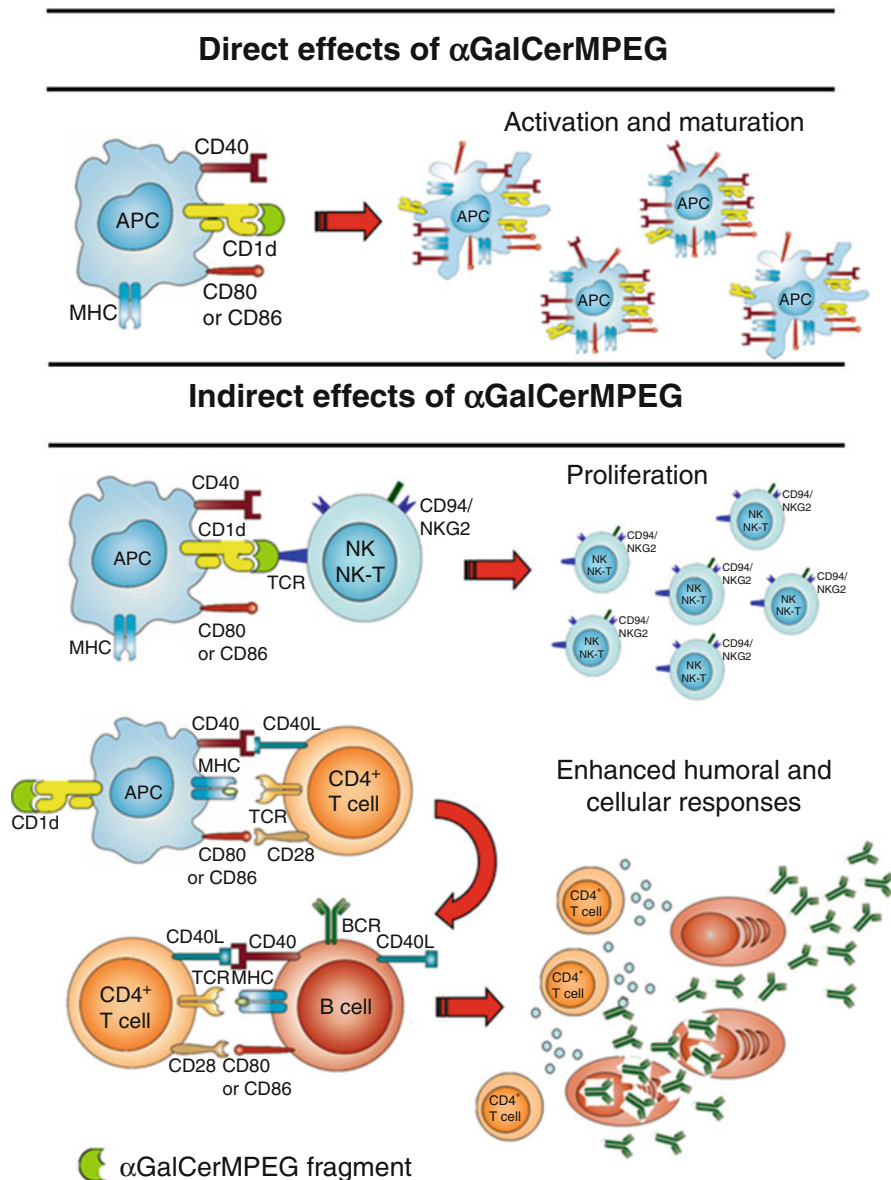 Direct effects of αGalCerMPEG
Activation and maturation
CD40
APC
CD1d
CD80
or CD86
MHC
APC
APC
APC
APC
Indirect effects of αGalCerMPEG
Proliferation
CD40
CD1d
APC
TCR
NK
NK-T
CD94/
NKG2
MHC
CD80
or CD86
NK
NK-T
CD94/
NKG2
NK
NK-T
CD94/
NKG2
NK
NK-T
CD94/
NKG2
NK
NK-T
CD94/
NKG2
NK
NK-T
CD94/
NKG2
NK
NK-T
CD94/
NKG2
CD40
CD40L
MHC
APC
CD4+
T cell
TCR
CD1d
CD80
or CD86
CD28
Enhanced humoral and
cellular responses
BCR
CD40L
CD40
CD40L
TCR
MHC
CD4+
T cell
B cell
CD28
CD80
or CD86
CD4+
T cell
CD4+
T cell
CD4+
T cell
αGalCerMPEG fragment